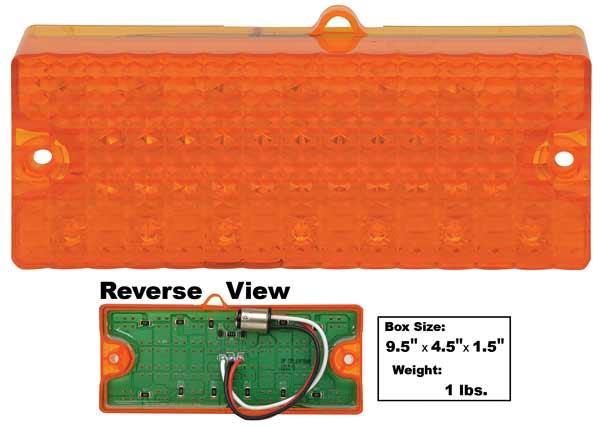 Reverse View
Box Size:
9.5" x 4.5" x 1.5"
Weight:
1 lbs.